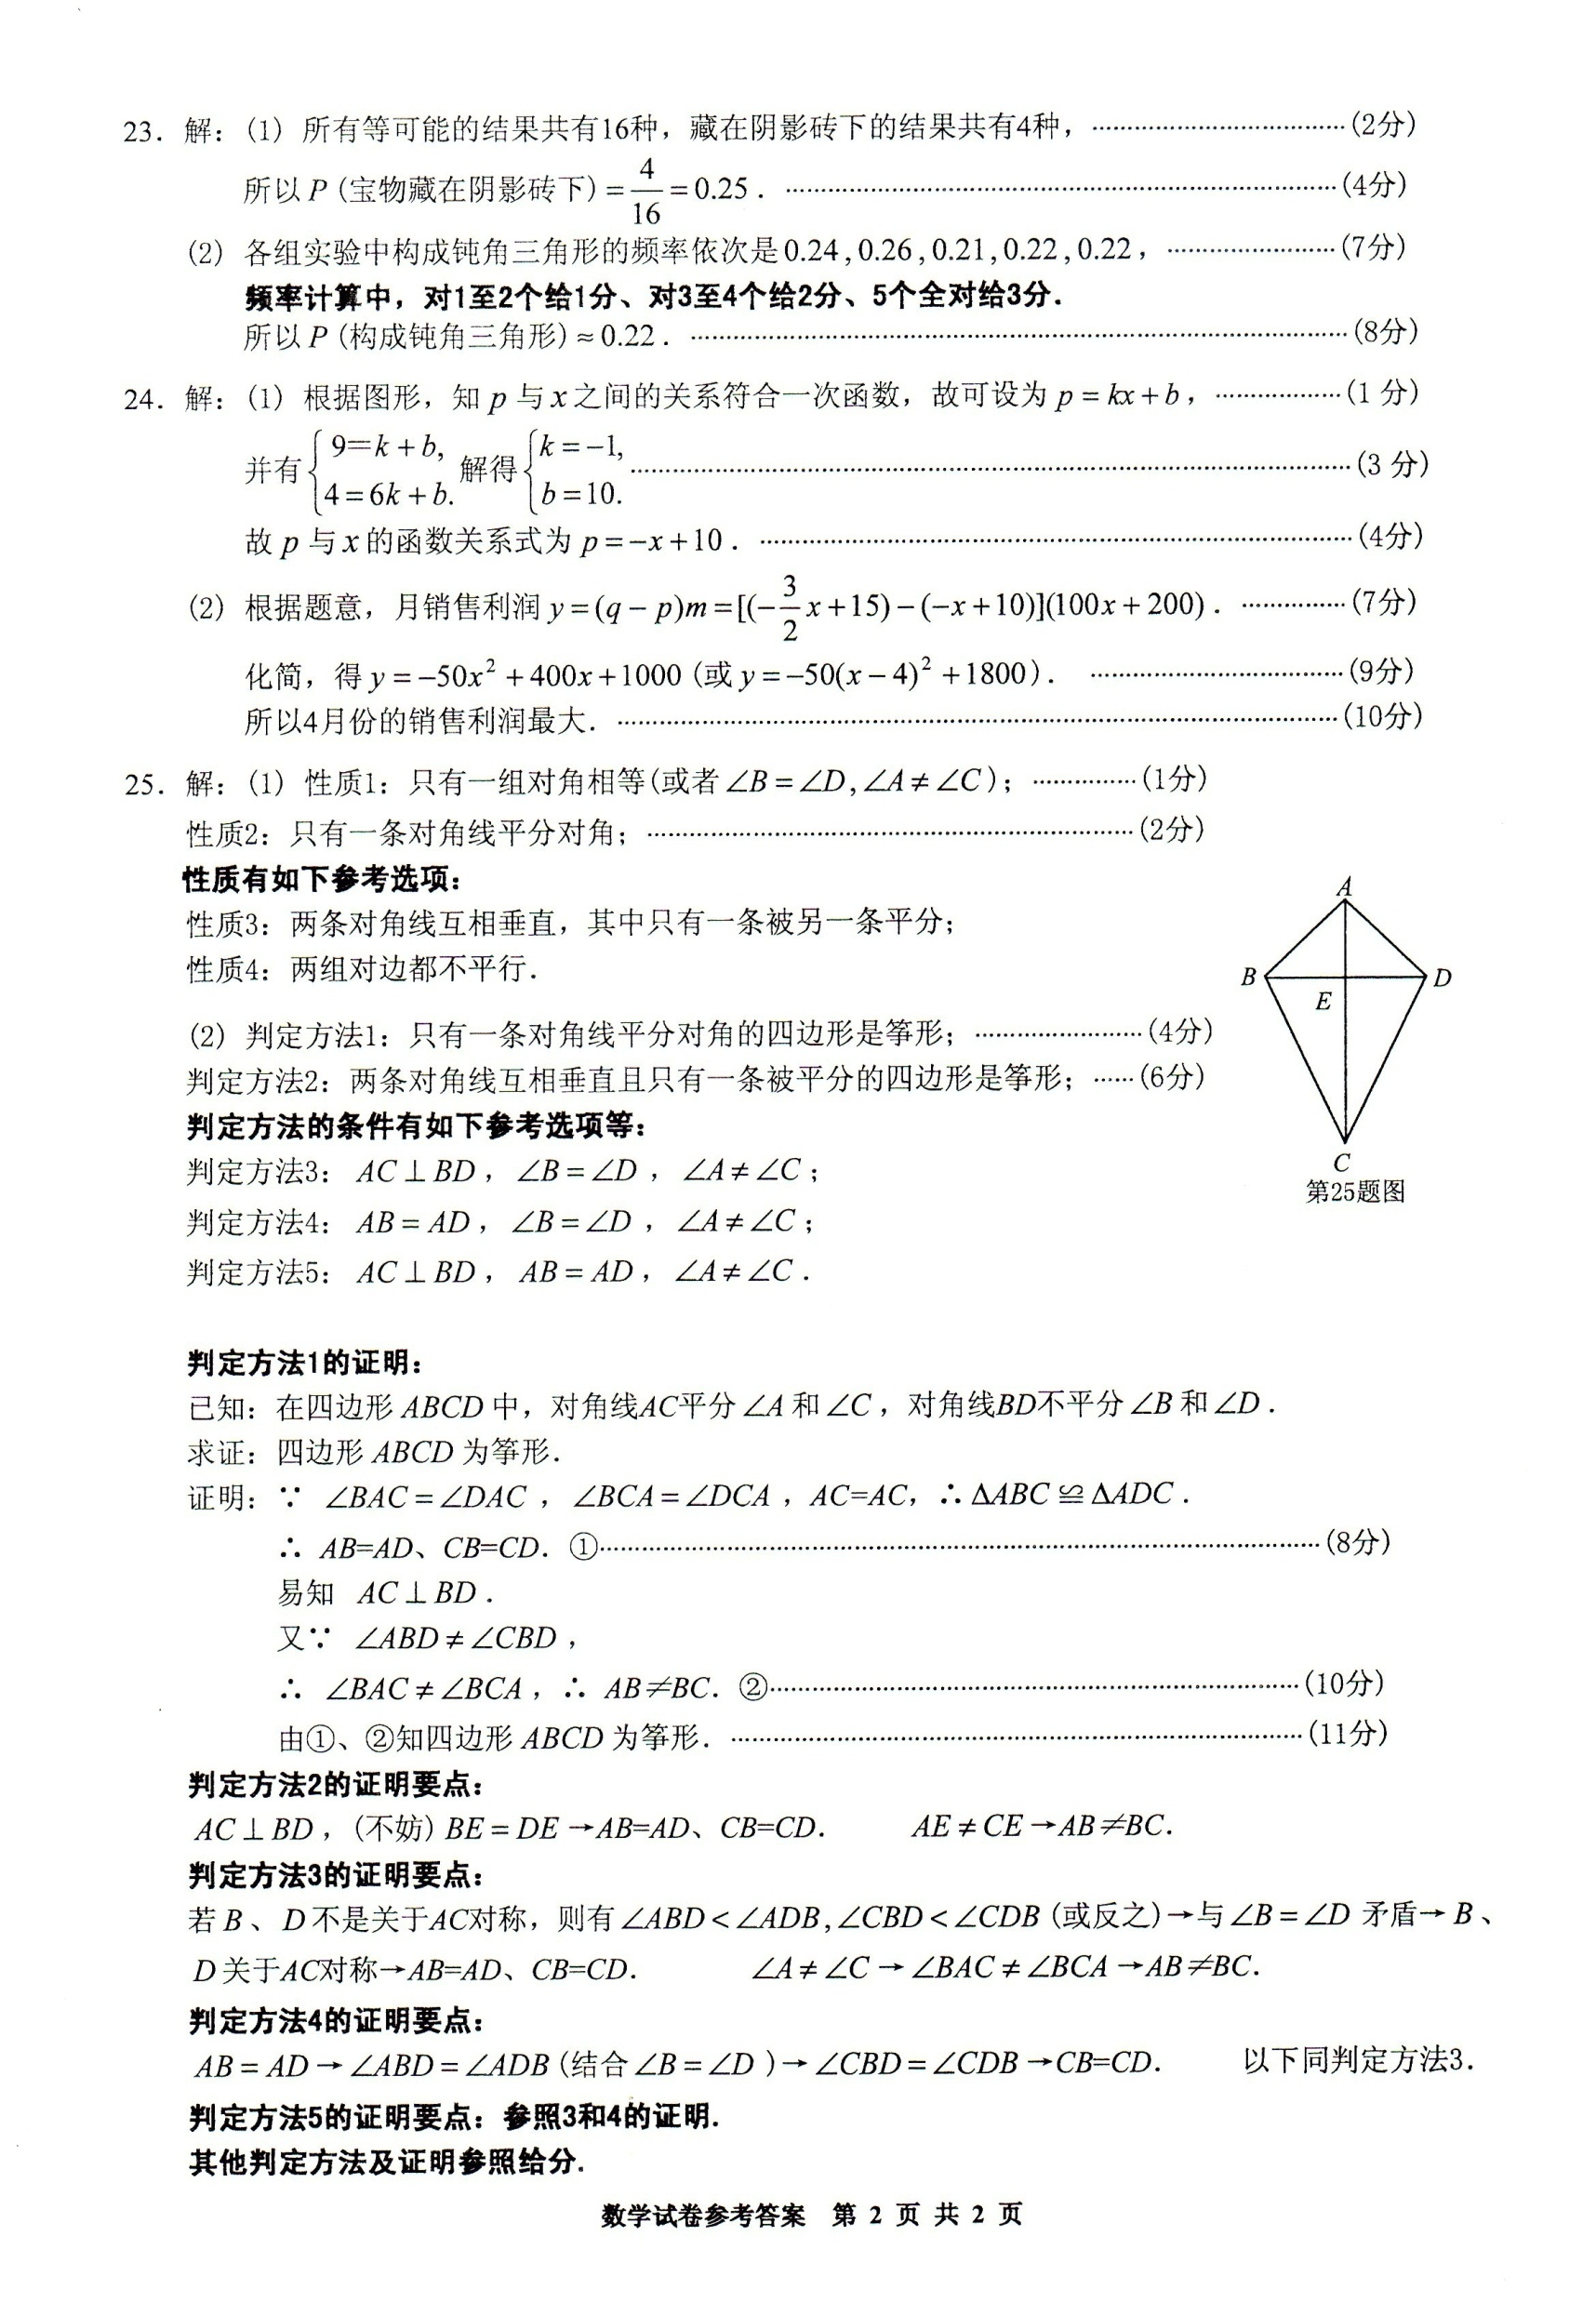 23. 解：(1) 所有等可能的结果共有16种，藏在阴影砖下的结果共有4种，……………………………(2分)
所以 P (宝物藏在阴影砖下) = 4/16 = 0.25．……………………………(4分)
(2) 各组实验中构成钝角三角形的频率依次是0.24,0.26,0.21,0.22,0.22，…………………(7分)
频率计算中，对1至2个给1分、对3至4个给2分、5个全对给3分．
所以 P (构成钝角三角形) ≈ 0.22．……………………………(8分)
24. 解：(1) 根据图形，知 p 与 x 之间的关系符合一次函数，故可设为 p = kx + b，………………(1 分)
并有 { 9=k + b, 4=6k + b. 解得 { k = −1, b =10. ……………………………(3 分)
故 p 与 x 的函数关系式为 p = −x +10．……………………………(4分)
(2) 根据题意，月销售利润 y = (q − p)m = [(−3/2 x +15) − (−x +10)](100x + 200)．……………(7分)
化简，得 y = −50x² + 400x +1000 (或 y = −50(x − 4)² +1800)．……………………………(9分)
所以4月份的销售利润最大．……………………………(10分)
25. 解：(1) 性质1：只有一组对角相等(或者 ∠B = ∠D, ∠A ≠ ∠C)；……………(1分)
性质2：只有一条对角线平分对角；……………………………(2分)
性质有如下参考选项：
性质3：两条对角线互相垂直，其中只有一条被另一条平分；
性质4：两组对边都不平行．
(2) 判定方法1：只有一条对角线平分对角的四边形是筝形；……………………(4分)
判定方法2：两条对角线互相垂直且只有一条被平分的四边形是筝形；……(6分)
判定方法的条件有如下参考选项等：
判定方法3：AC ⊥ BD，∠B = ∠D，∠A ≠ ∠C；
判定方法4：AB = AD，∠B = ∠D，∠A ≠ ∠C；
判定方法5：AC ⊥ BD，AB = AD，∠A ≠ ∠C．
A
B
D
E
C
第25题图
判定方法1的证明：
已知：在四边形 ABCD 中，对角线AC平分 ∠A 和 ∠C，对角线BD不平分 ∠B 和 ∠D．
求证：四边形 ABCD 为筝形．
证明：∵ ∠BAC = ∠DAC，∠BCA = ∠DCA，AC=AC，∴ ΔABC ≌ ΔADC．
∴ AB=AD、CB=CD．①……………………………(8分)
易知 AC ⊥ BD．
又∵ ∠ABD ≠ ∠CBD，
∴ ∠BAC ≠ ∠BCA，∴ AB≠BC．②……………………………(10分)
由①、②知四边形 ABCD 为筝形．……………………………(11分)
判定方法2的证明要点：
AC ⊥ BD，(不妨) BE = DE →AB=AD、CB=CD． AE ≠ CE →AB≠BC．
判定方法3的证明要点：
若 B 、 D 不是关于AC对称，则有 ∠ABD < ∠ADB, ∠CBD < ∠CDB (或反之)→与 ∠B = ∠D 矛盾→ B 、
D 关于AC对称→AB=AD、CB=CD． ∠A ≠ ∠C → ∠BAC ≠ ∠BCA →AB≠BC．
判定方法4的证明要点：
AB = AD → ∠ABD = ∠ADB (结合 ∠B = ∠D )→ ∠CBD = ∠CDB →CB=CD． 以下同判定方法3．
判定方法5的证明要点：参照3和4的证明．
其他判定方法及证明参照给分．
数学试卷参考答案 第 2 页 共 2 页